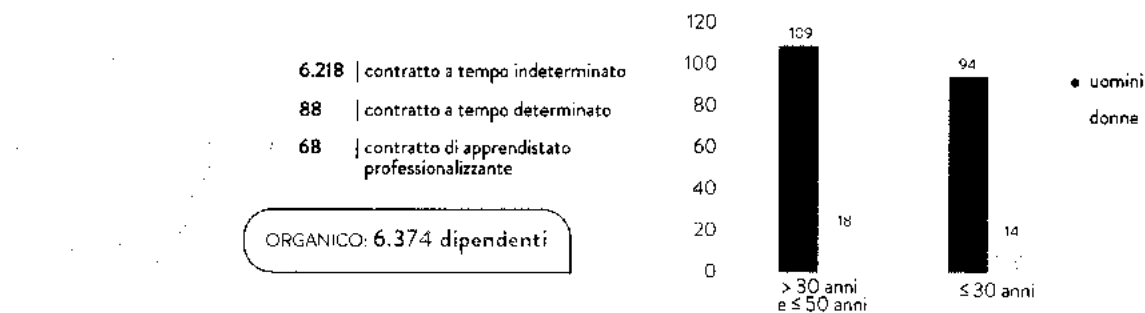 6.218 | contratto a tempo indeterminato
88 | contratto a tempo determinato
68 | contratto di apprendistato
professionalizzante
ORGANICO: 6.374 dipendenti
120
100
80
60
40
20
0
109
18
94
14
> 30 anni
e ≤ 50 anni
≤ 30 anni
• uomini
donne